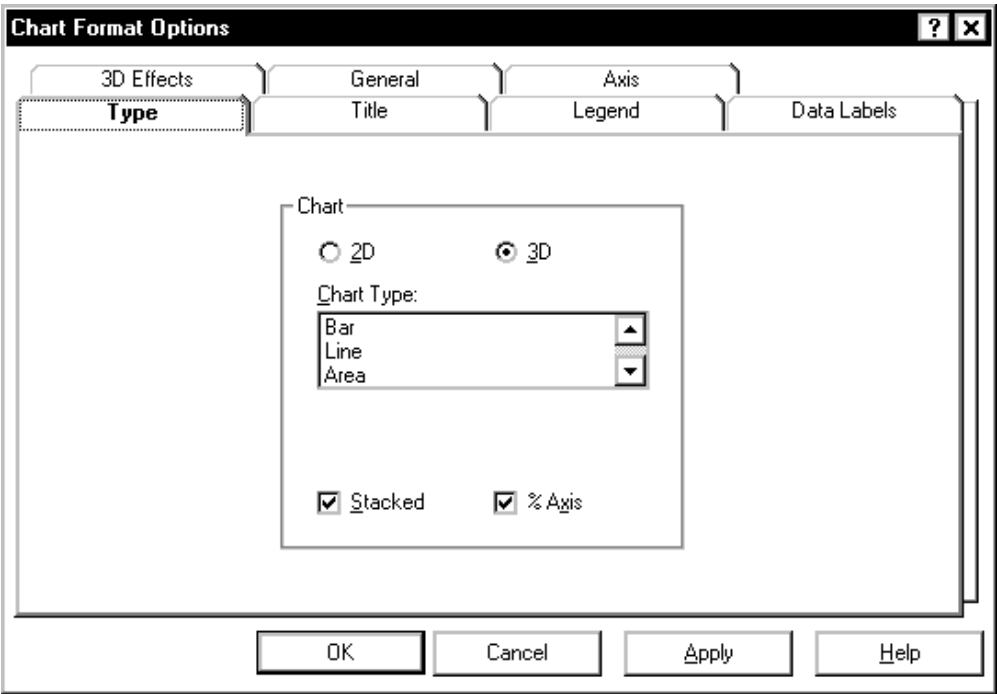 Chart Format Options
3D Effects General Axis
Type Title Legend Data Labels
Chart
2D 3D
Chart Type:
Bar
Line
Area
Stacked % Axis
OK Cancel Apply Help